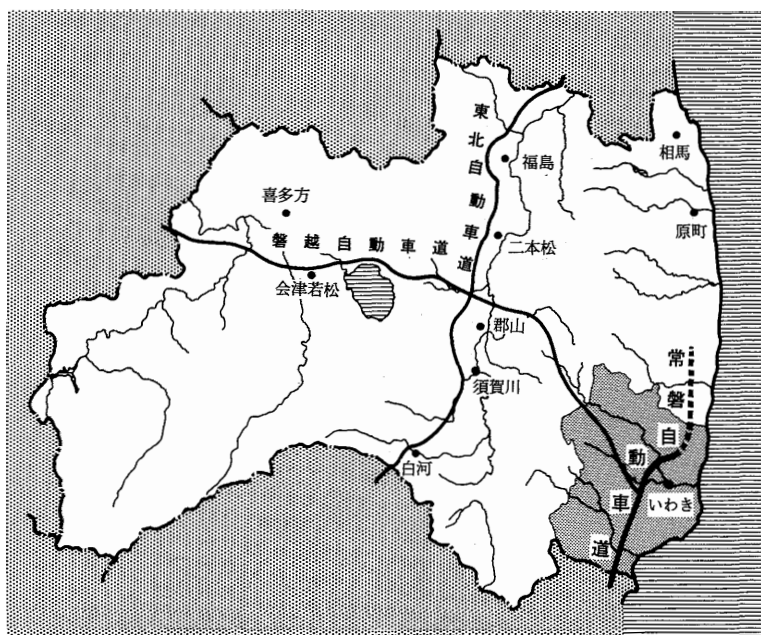 東北自動車道
相馬
福島
喜多方
原町
磐越自動車道
二本松
会津若松
郡山
常磐自動車道
須賀川
白河
いわき